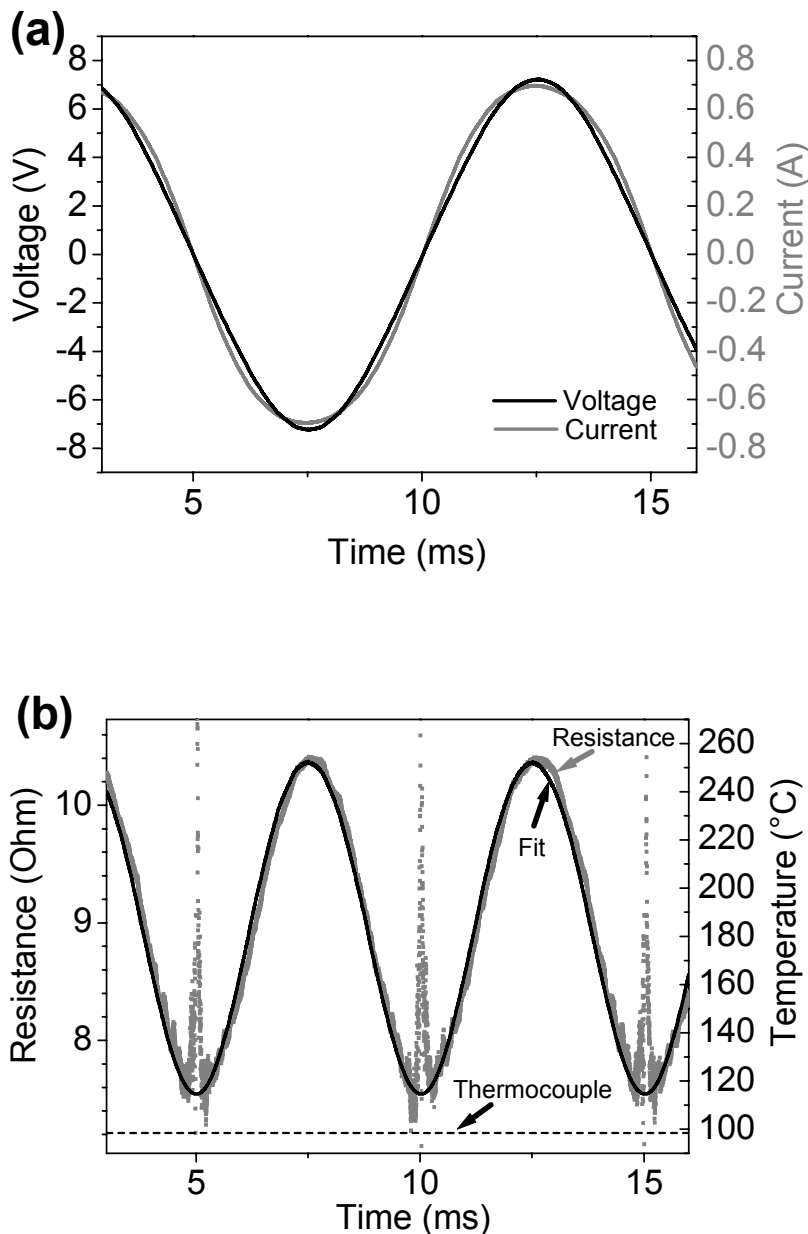 (a)
8
6
4
2
0
-2
-4
-6
-8
Voltage (V)
0.8
0.6
0.4
0.2
0.0
-0.2
-0.4
-0.6
-0.8
Current (A)
Voltage
Current
5
10
15
Time (ms)
(b)
10
9
8
Resistance (Ohm)
260
240
220
200
180
160
140
120
100
Temperature (°C)
Resistance
Fit
Thermocouple
5
10
15
Time (ms)